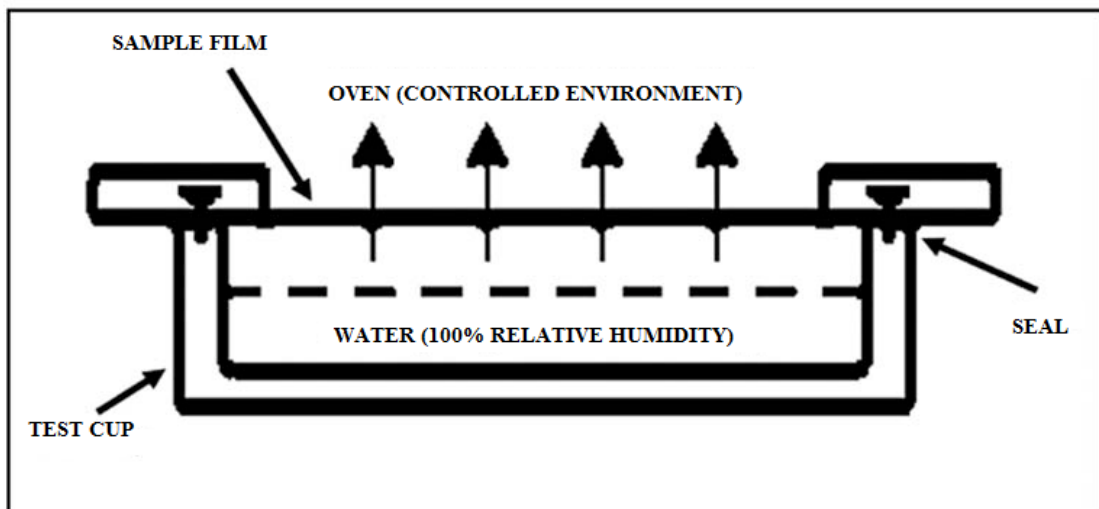 SAMPLE FILM
OVEN (CONTROLLED ENVIRONMENT)
WATER (100% RELATIVE HUMIDITY)
SEAL
TEST CUP